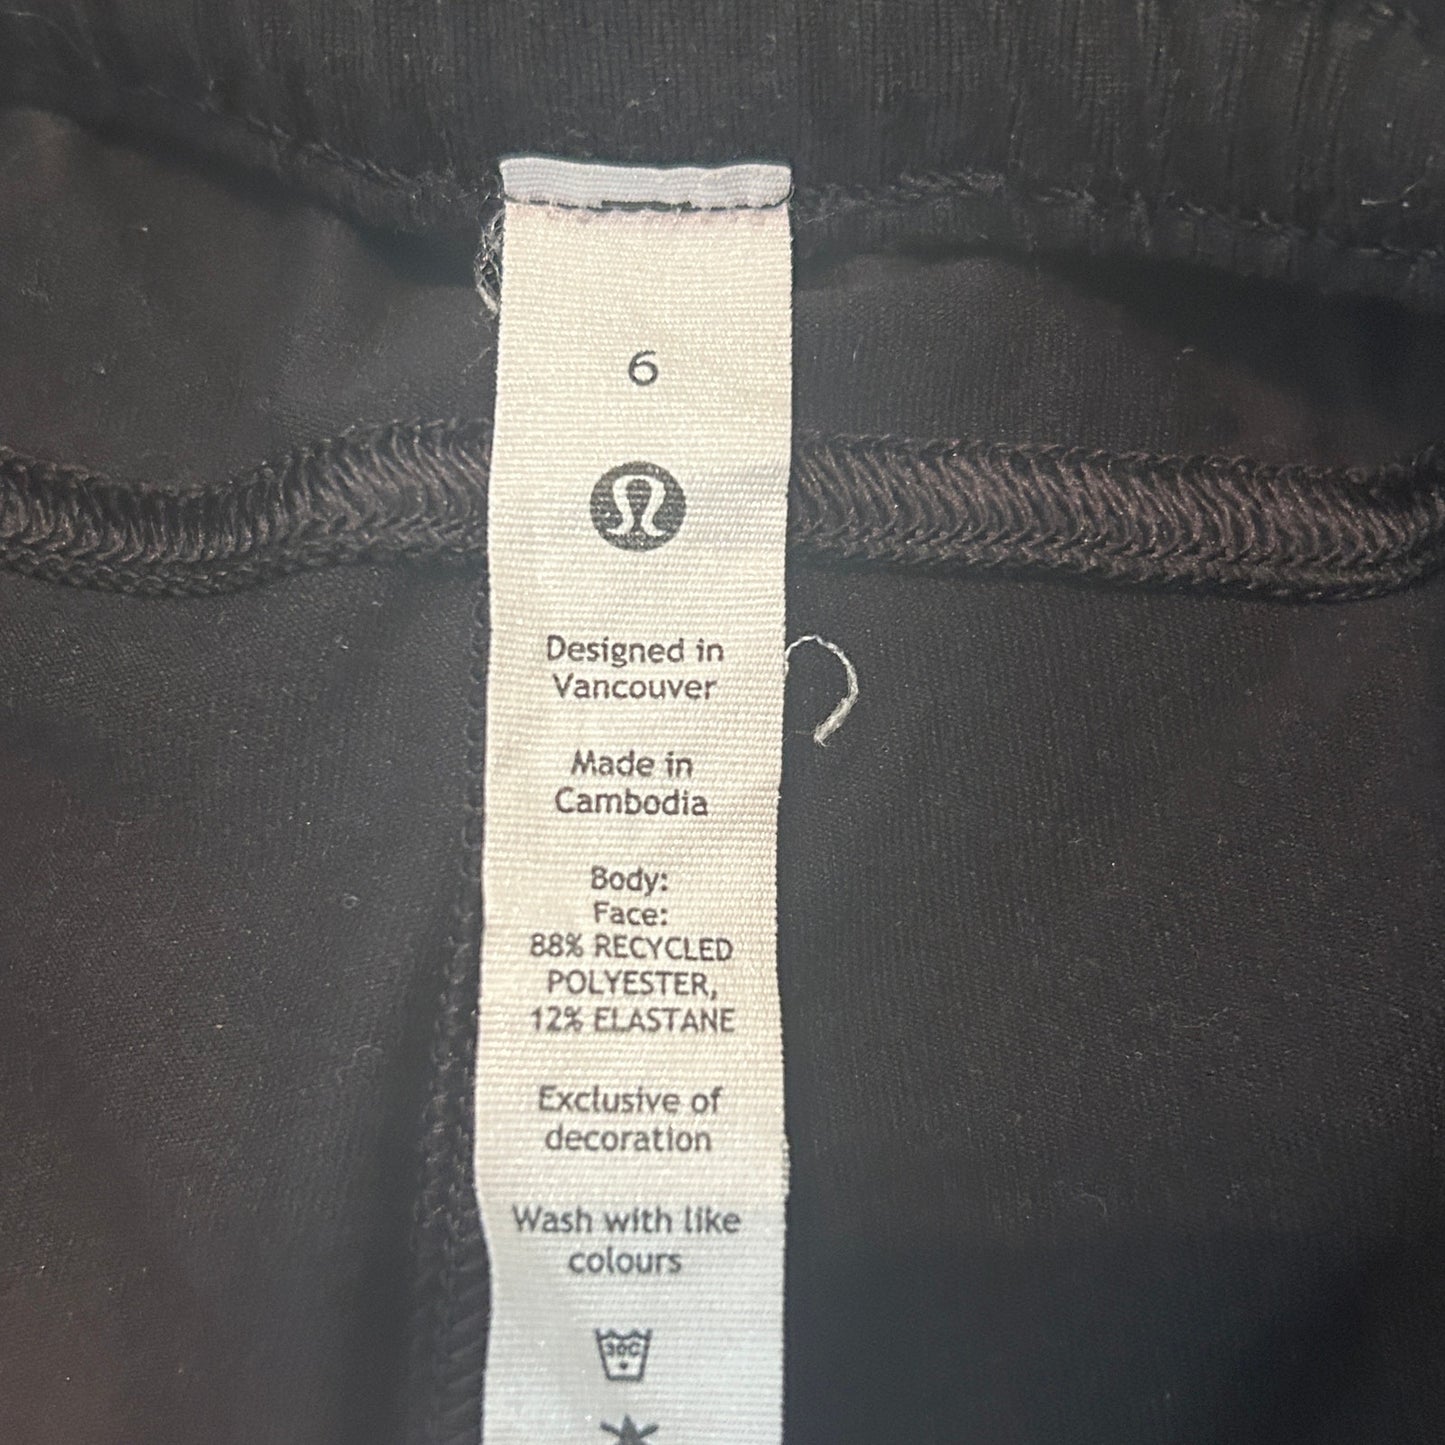 6
Designed in
Vancouver
Made in
Cambodia
Body:
Face:
88% RECYCLED
POLYESTER,
12% ELASTANE
Exclusive of
decoration
Wash with like
colours
30C